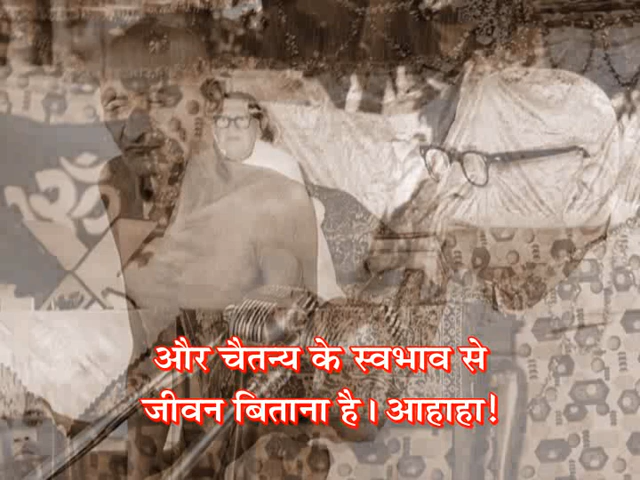 ॐ
और चैतन्य के स्वभाव से
जीवन बिताना है। आहाहा!